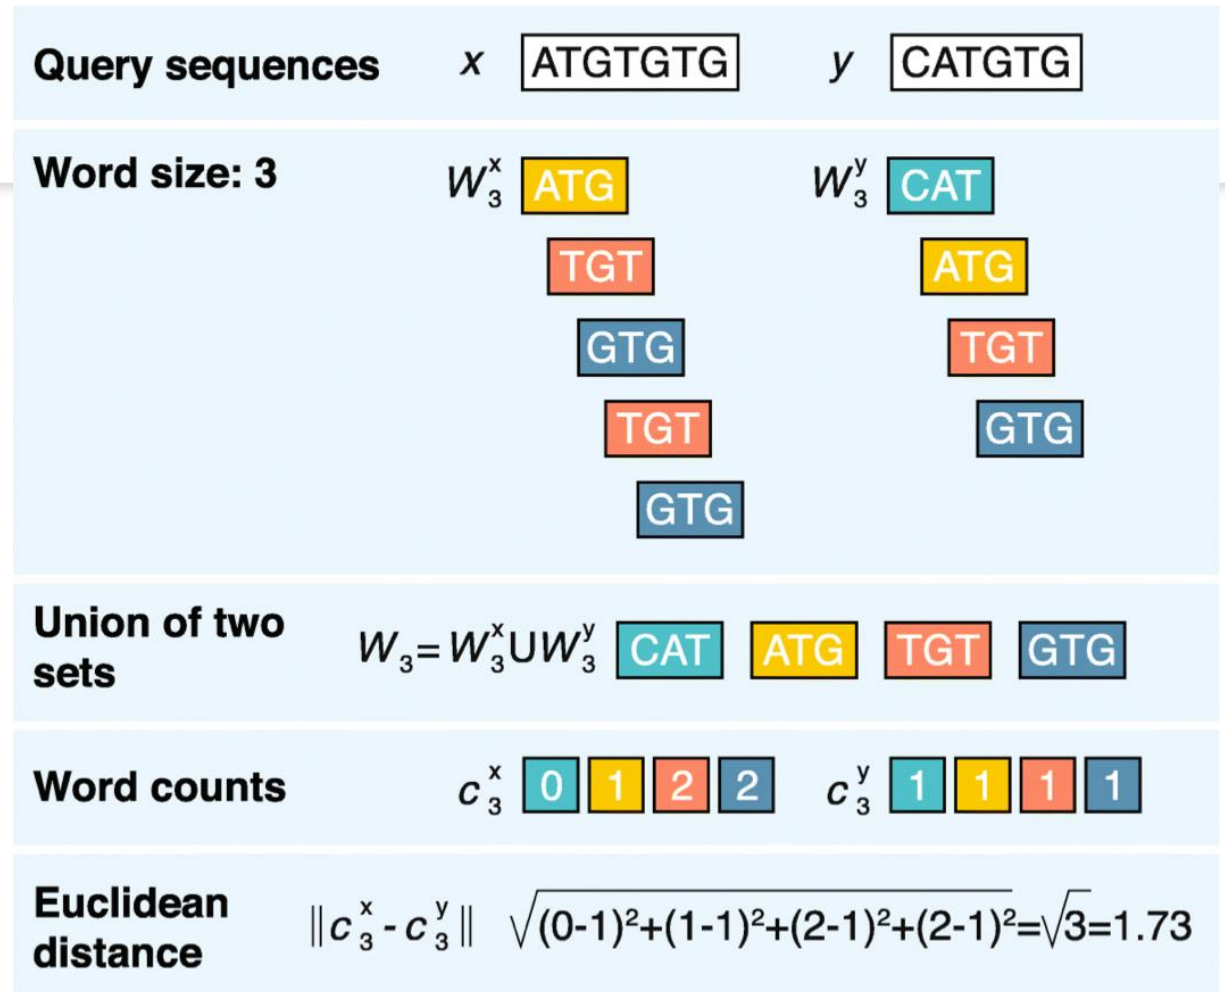 Query sequences x ATGTGTG y CATGTG
Word size: 3 W₃ˣ ATG W₃ʸ CAT
TGT ATG
GTG TGT
TGT GTG
GTG
Union of two sets W₃=W₃ˣUW₃ʸ CAT ATG TGT GTG
Word counts c₃ˣ 0 1 2 2 c₃ʸ 1 1 1 1
Euclidean distance ||c₃ˣ - c₃ʸ|| √(0-1)²+(1-1)²+(2-1)²+(2-1)²=√3=1.73